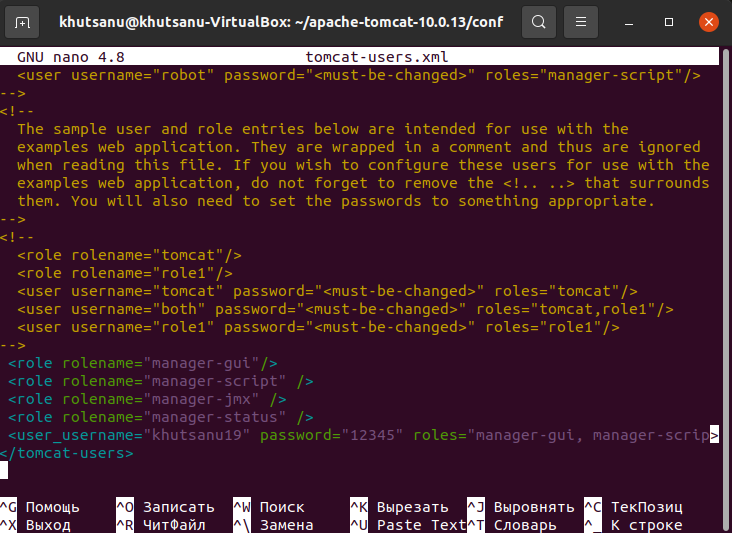 khutsanu@khutsanu-VirtualBox: ~/apache-tomcat-10.0.13/conf
GNU nano 4.8 tomcat-users.xml
<user username="robot" password="<must-be-changed>" roles="manager-script"/>
-->
<!--
The sample user and role entries below are intended for use with the
examples web application. They are wrapped in a comment and thus are ignored
when reading this file. If you wish to configure these users for use with the
examples web application, do not forget to remove the <!.. ..> that surrounds
them. You will also need to set the passwords to something appropriate.
-->
<!--
<role rolename="tomcat"/>
<role rolename="role1"/>
<user username="tomcat" password="<must-be-changed>" roles="tomcat"/>
<user username="both" password="<must-be-changed>" roles="tomcat,role1"/>
<user username="role1" password="<must-be-changed>" roles="role1"/>
-->
<role rolename="manager-gui"/>
<role rolename="manager-script" />
<role rolename="manager-jmx" />
<role rolename="manager-status" />
<user_username="khutsanu19" password="12345" roles="manager-gui, manager-scrip>
</tomcat-users>
^G Помощь ^O Записать ^W Поиск ^K Вырезать ^J Выровнять ^C ТекПозиц
^X Выход ^R ЧитФайл ^\ Замена ^U Paste Text ^T Словарь ^_ К строке